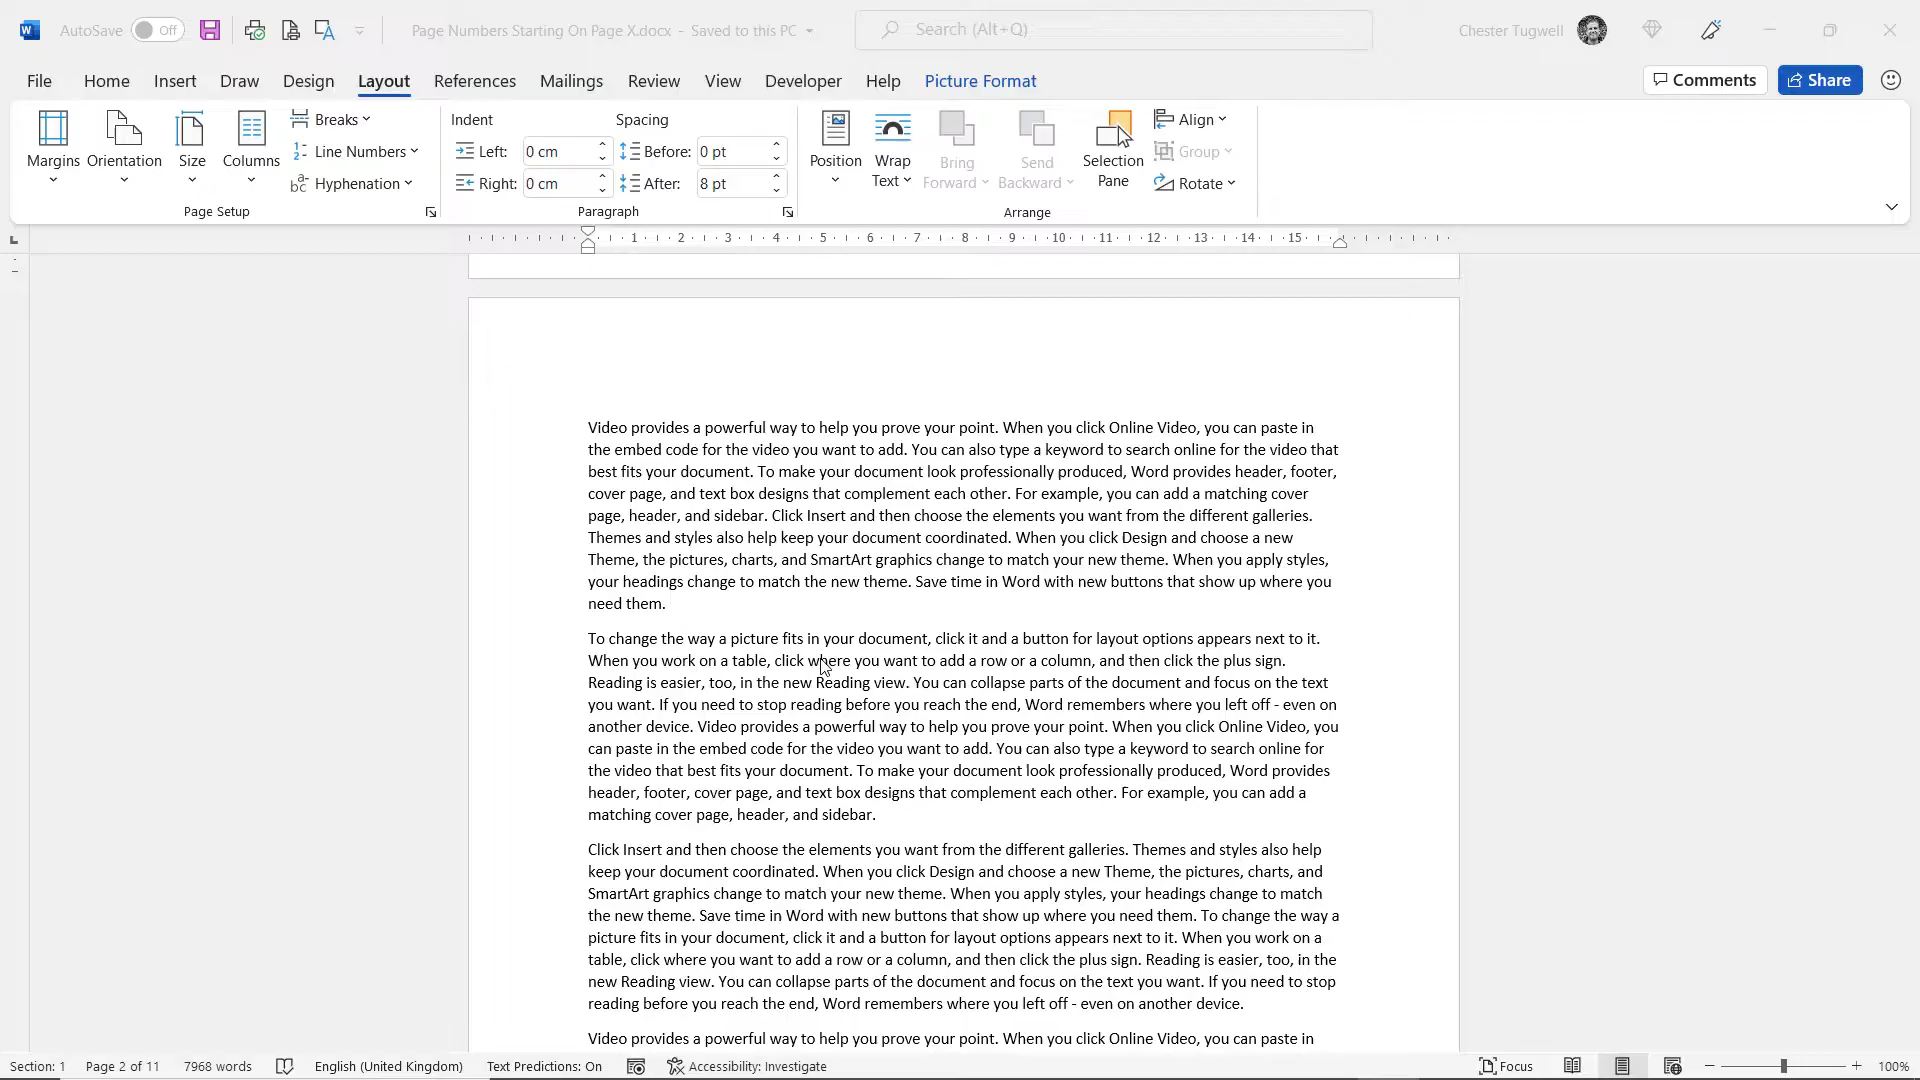 AutoSave Off Page Numbers Starting On Page X.docx - Saved to this PC Search (Alt+Q) Chester Tugwell
File Home Insert Draw Design Layout References Mailings Review View Developer Help Picture Format Comments Share
Margins Orientation Size Columns Breaks Line Numbers Hyphenation
Page Setup
Indent Spacing
Left: 0 cm Before: 0 pt
Right: 0 cm After: 8 pt
Paragraph
Position Wrap Text Bring Forward Send Backward Selection Pane Align Group Rotate
Arrange
1 2 3 4 5 6 7 8 9 10 11 12 13 14 15
Video provides a powerful way to help you prove your point. When you click Online Video, you can paste in
the embed code for the video you want to add. You can also type a keyword to search online for the video that
best fits your document. To make your document look professionally produced, Word provides header, footer,
cover page, and text box designs that complement each other. For example, you can add a matching cover
page, header, and sidebar. Click Insert and then choose the elements you want from the different galleries.
Themes and styles also help keep your document coordinated. When you click Design and choose a new
Theme, the pictures, charts, and SmartArt graphics change to match your new theme. When you apply styles,
your headings change to match the new theme. Save time in Word with new buttons that show up where you
need them.
To change the way a picture fits in your document, click it and a button for layout options appears next to it.
When you work on a table, click where you want to add a row or a column, and then click the plus sign.
Reading is easier, too, in the new Reading view. You can collapse parts of the document and focus on the text
you want. If you need to stop reading before you reach the end, Word remembers where you left off - even on
another device. Video provides a powerful way to help you prove your point. When you click Online Video, you
can paste in the embed code for the video you want to add. You can also type a keyword to search online for
the video that best fits your document. To make your document look professionally produced, Word provides
header, footer, cover page, and text box designs that complement each other. For example, you can add a
matching cover page, header, and sidebar.
Click Insert and then choose the elements you want from the different galleries. Themes and styles also help
keep your document coordinated. When you click Design and choose a new Theme, the pictures, charts, and
SmartArt graphics change to match your new theme. When you apply styles, your headings change to match
the new theme. Save time in Word with new buttons that show up where you need them. To change the way a
picture fits in your document, click it and a button for layout options appears next to it. When you work on a
table, click where you want to add a row or a column, and then click the plus sign. Reading is easier, too, in the
new Reading view. You can collapse parts of the document and focus on the text you want. If you need to stop
reading before you reach the end, Word remembers where you left off - even on another device.
Video provides a powerful way to help you prove your point. When you click Online Video, you can paste in
Section: 1 Page 2 of 11 7968 words English (United Kingdom) Text Predictions: On Accessibility: Investigate Focus 100%